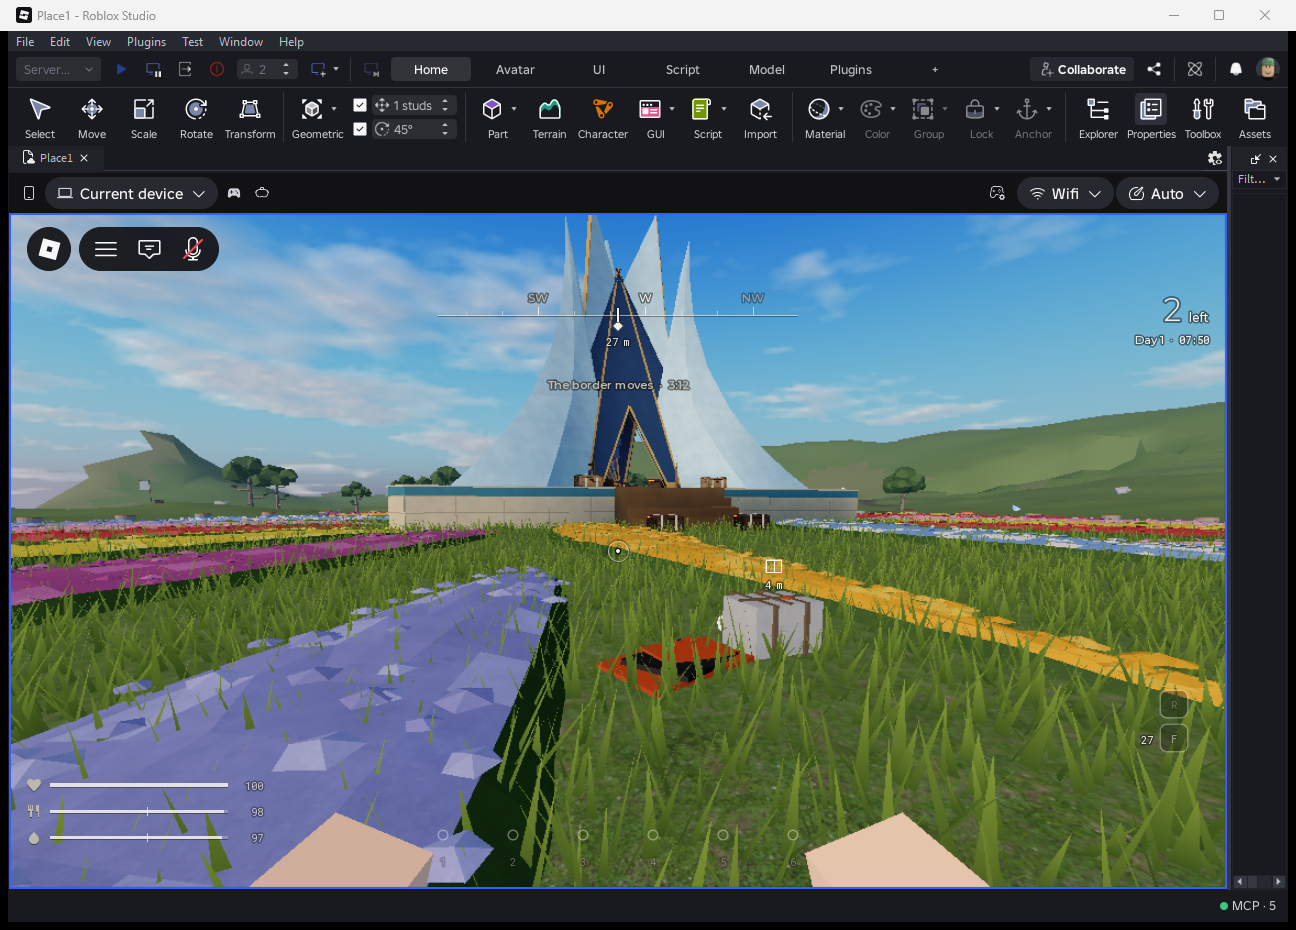 Place1 - Roblox Studio
File Edit View Plugins Test Window Help
Server... 2 Home Avatar UI Script Model Plugins + Collaborate
1 studs
45°
Select Move Scale Rotate Transform Geometric Part Terrain Character GUI Script Import Material Color Group Lock Anchor Explorer Properties Toolbox Assets
Place1
Filt...
Current device Wifi Auto
SW W NW
2 left
27 m
Day1 · 07:50
The border moves · 3:12
4 m
R
27 F
100
98
97
1 2 3 4 5 6
MCP · 5